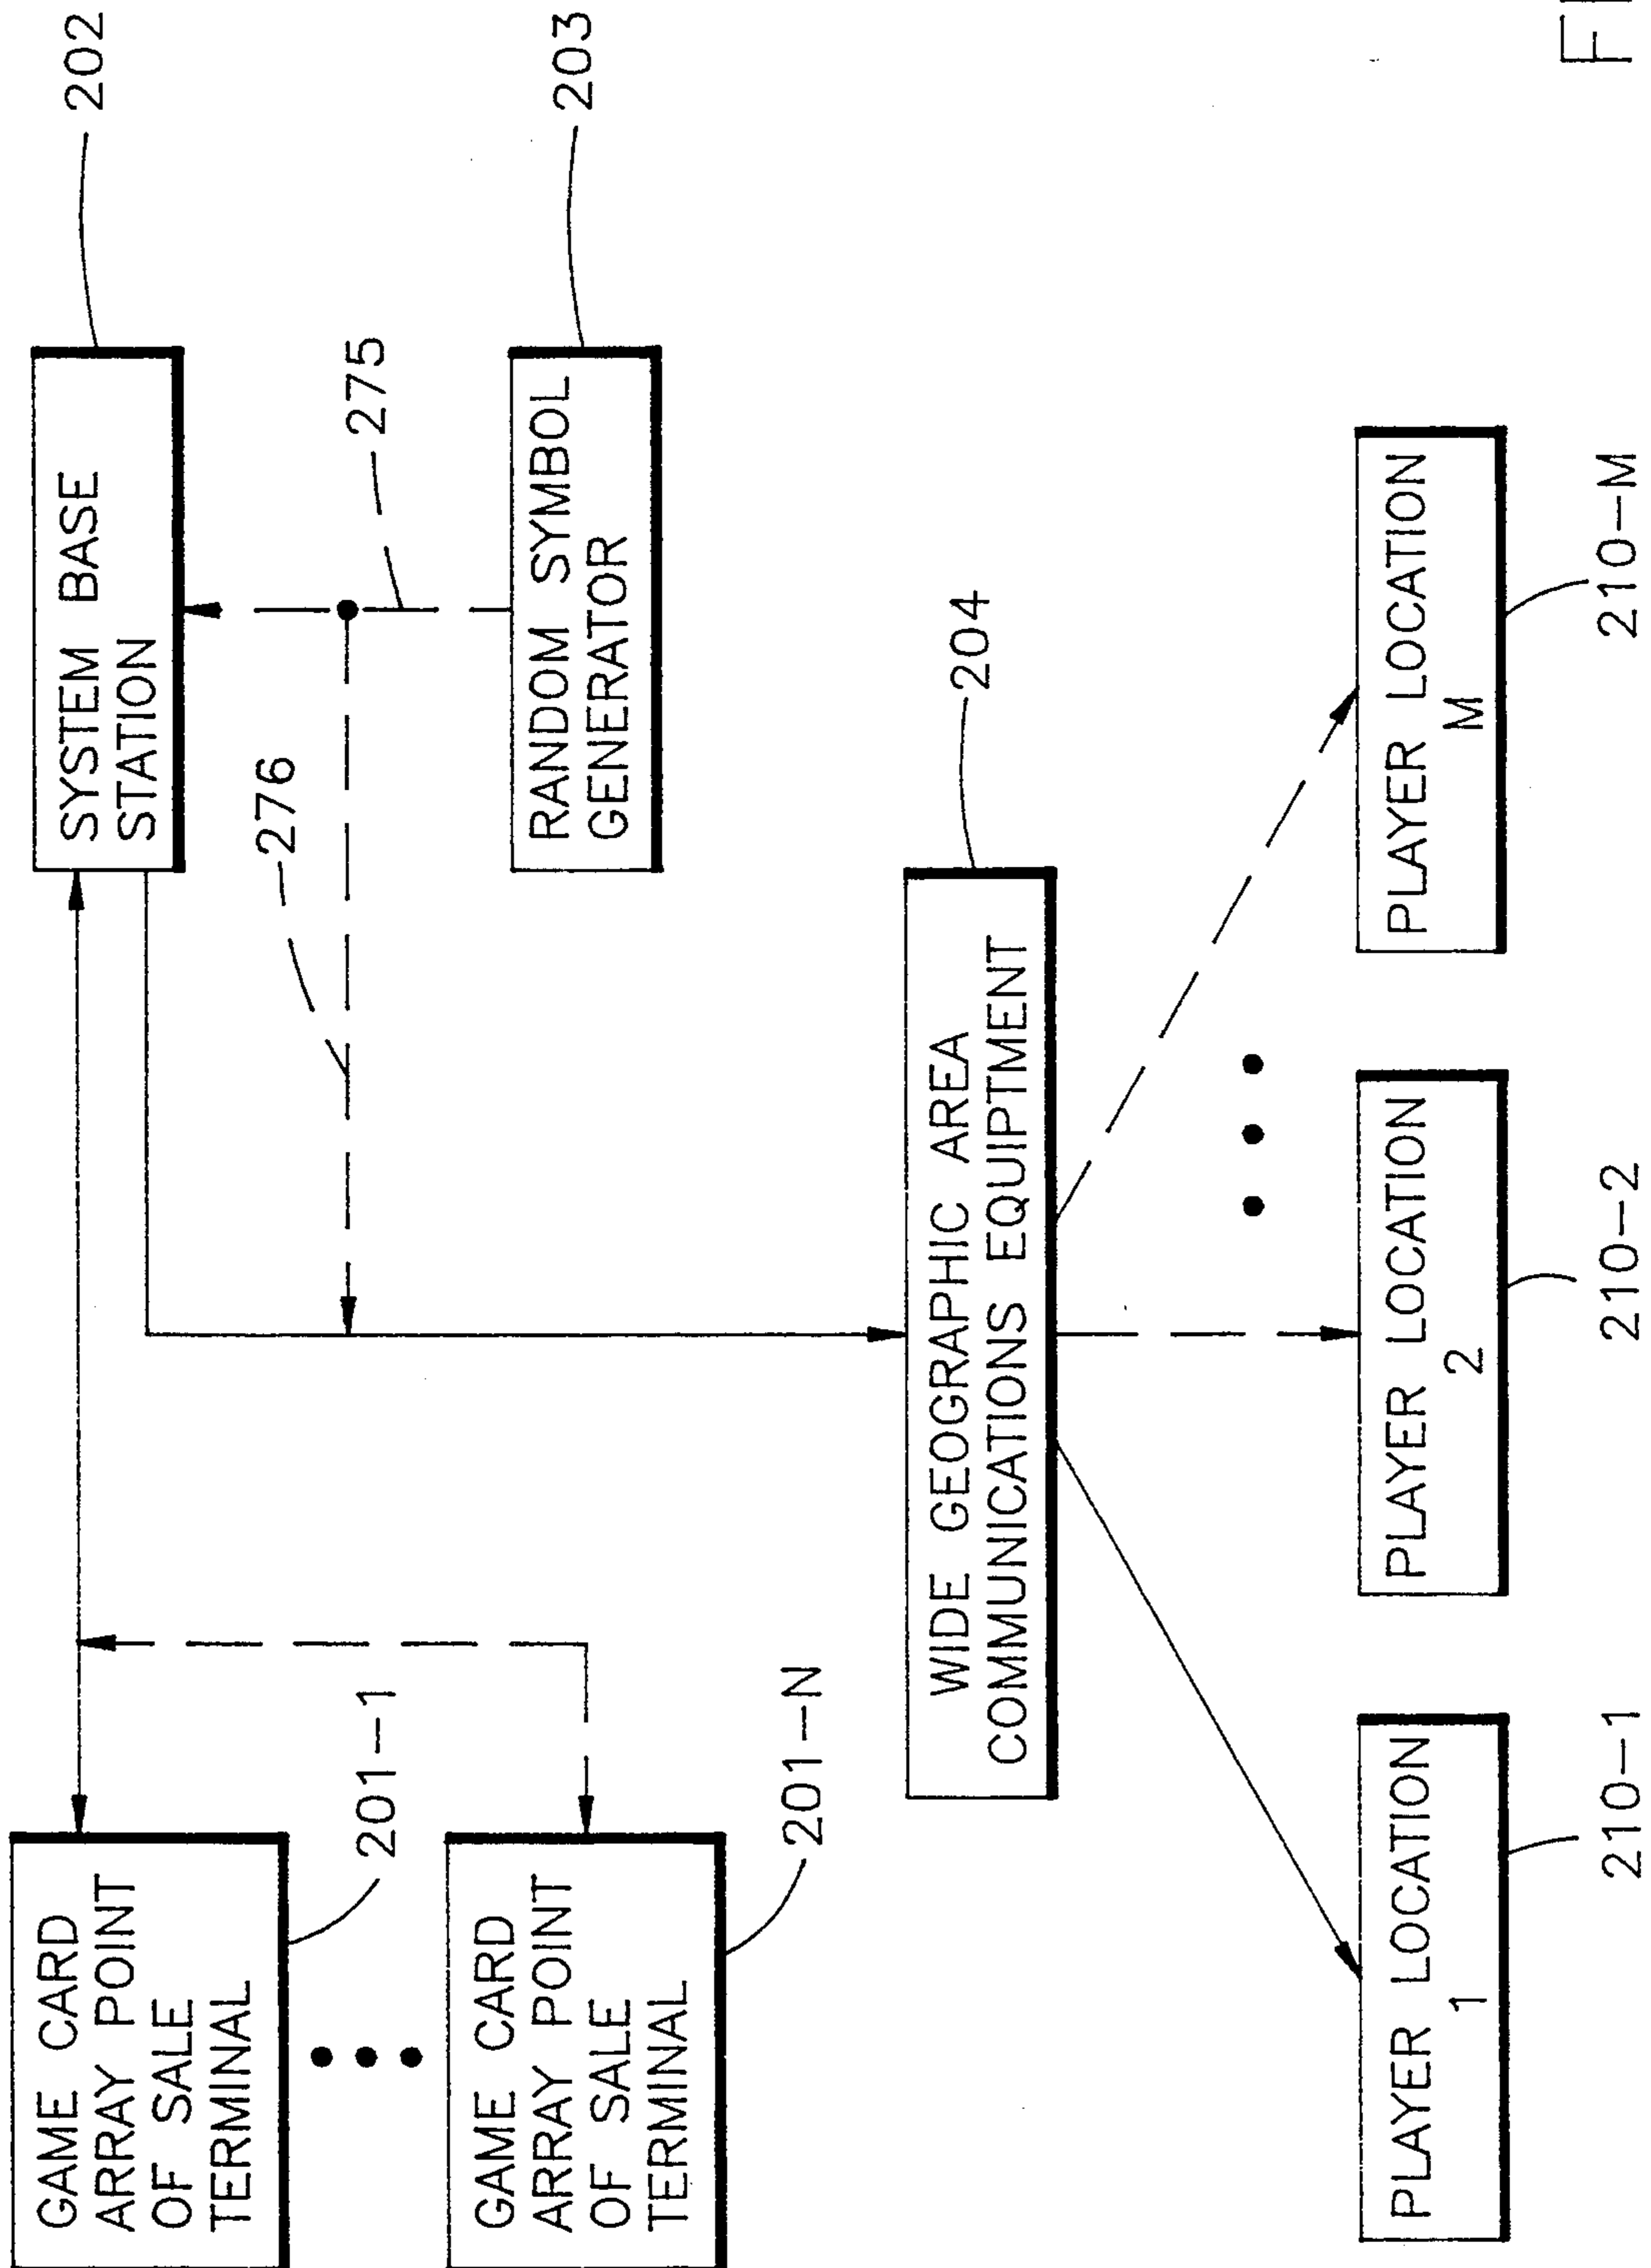 GAME CARD
ARRAY POINT
OF SALE
TERMINAL
201-1
GAME CARD
ARRAY POINT
OF SALE
TERMINAL
201-N
SYSTEM BASE
STATION
202
276
275
RANDOM SYMBOL
GENERATOR
203
WIDE GEOGRAPHIC AREA
COMMUNICATIONS EQUIPTMENT
204
PLAYER LOCATION
1
210-1
PLAYER LOCATION
2
210-2
PLAYER LOCATION
M
210-M